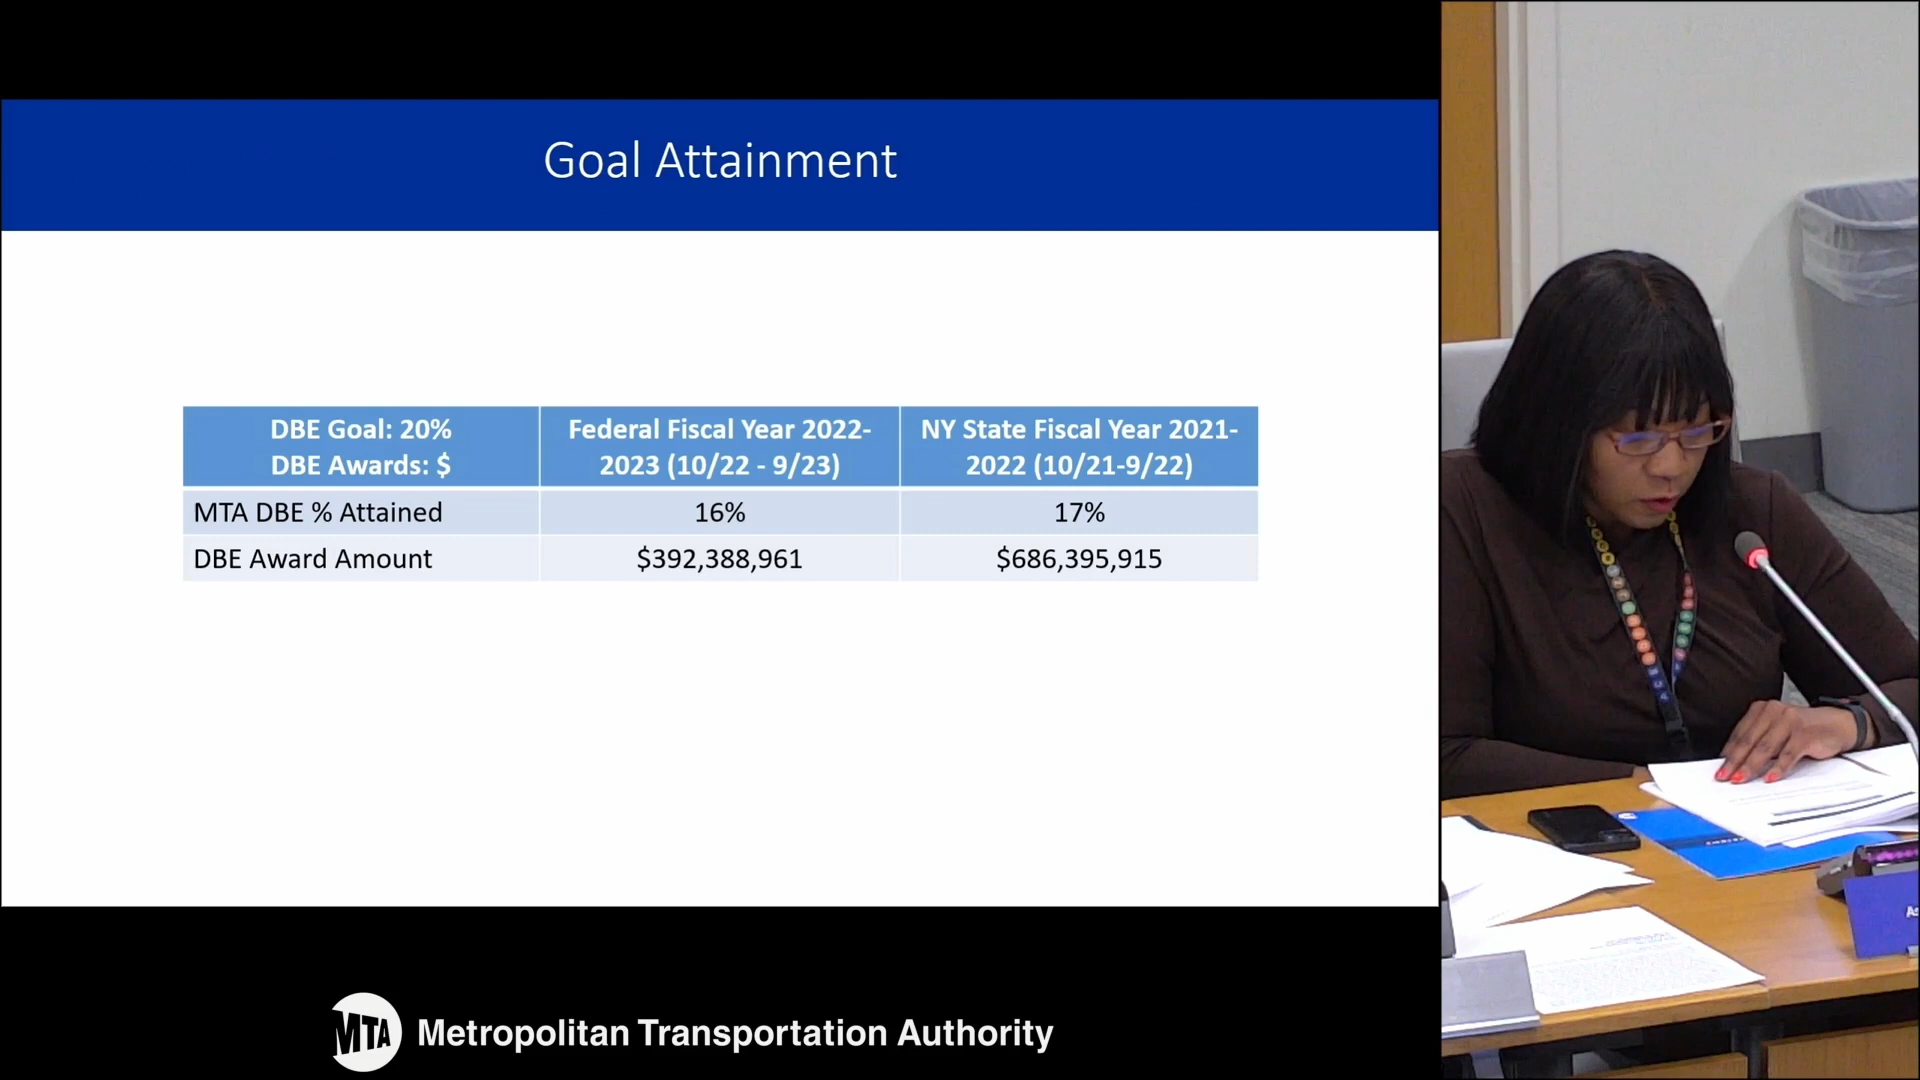 Goal Attainment
DBE Goal: 20%
DBE Awards: $
Federal Fiscal Year 2022-
2023 (10/22 - 9/23)
NY State Fiscal Year 2021-
2022 (10/21-9/22)
MTA DBE % Attained
16%
17%
DBE Award Amount
$392,388,961
$686,395,915
MTA Metropolitan Transportation Authority